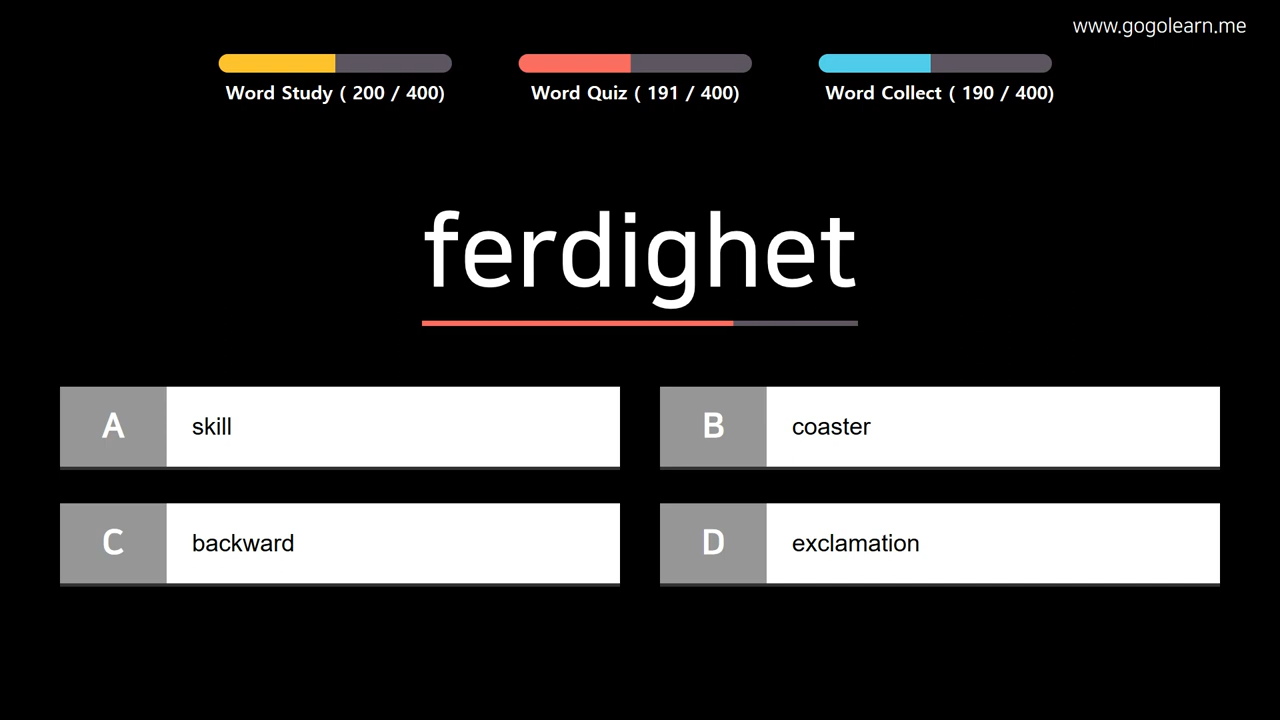 www.gogolearn.me
Word Study ( 200 / 400)
Word Quiz ( 191 / 400)
Word Collect ( 190 / 400)
ferdighet
A skill
B coaster
C backward
D exclamation